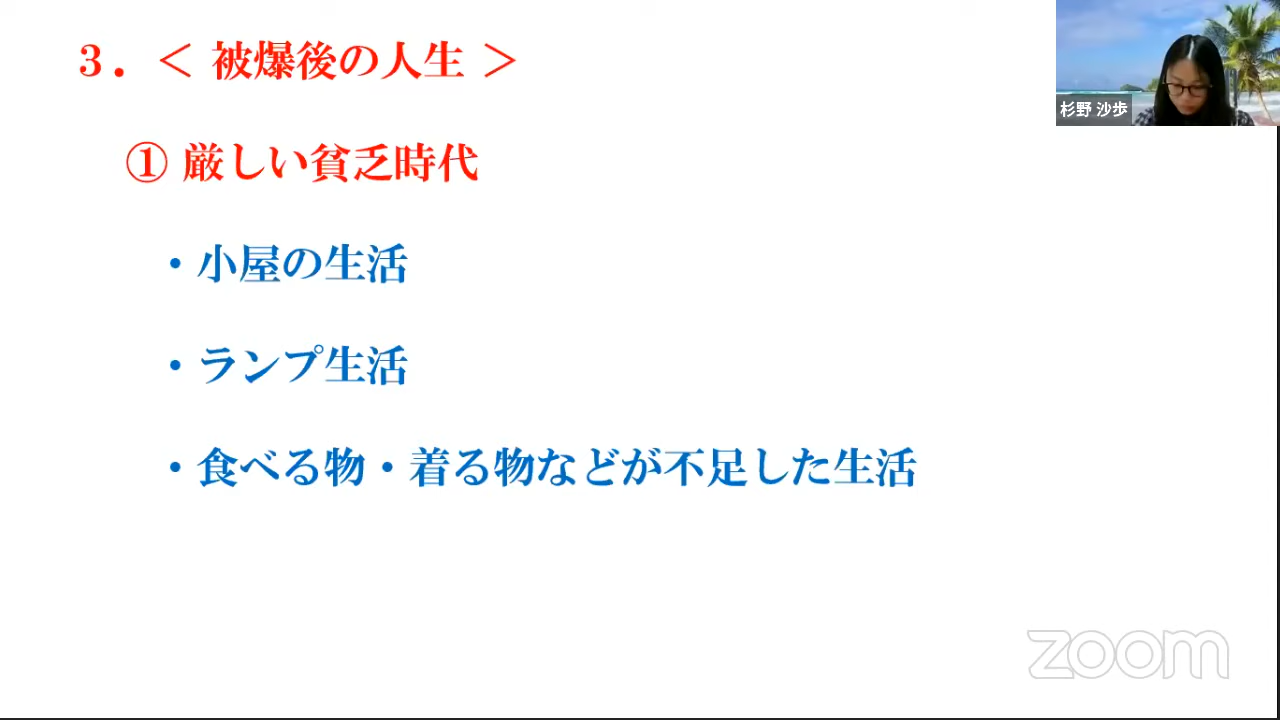 ３．＜ 被爆後の人生 ＞
杉野 沙歩
① 厳しい貧乏時代
・小屋の生活
・ランプ生活
・食べる物・着る物などが不足した生活
zoom